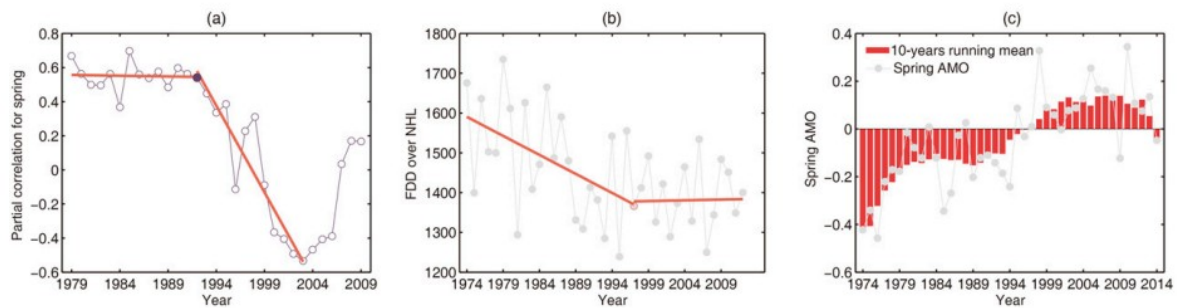 (a)
Partial correlation for spring
0.8
0.6
0.4
0.2
0
−0.2
−0.4
−0.6
1979 1984 1989 1994 1999 2004 2009
Year
(b)
FDD over NHL
1800
1700
1600
1500
1400
1300
1200
1974 1979 1984 1989 1994 1999 2004 2009
Year
(c)
Spring AMO
0.4
0.2
0
−0.2
−0.4
−0.6
10-years running mean
Spring AMO
1974 1979 1984 1989 1994 1999 2004 2009 2014
Year